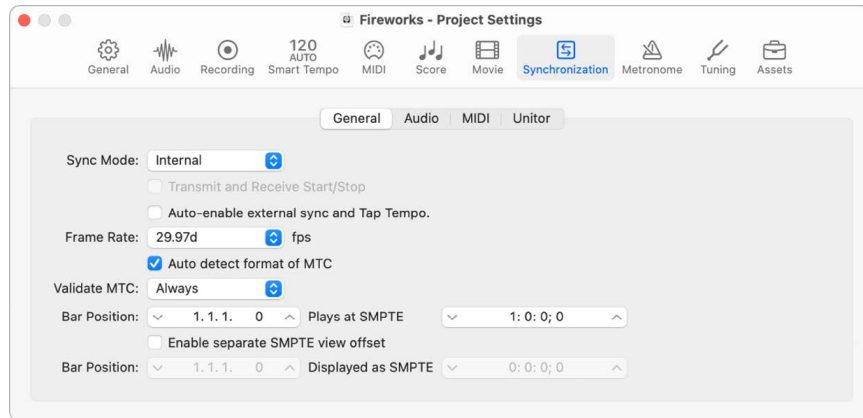 Fireworks - Project Settings
120
AUTO
General Audio Recording Smart Tempo MIDI Score Movie Synchronization Metronome Tuning Assets
General Audio MIDI Unitor
Sync Mode: Internal
Transmit and Receive Start/Stop
Auto-enable external sync and Tap Tempo.
Frame Rate: 29.97d fps
Auto detect format of MTC
Validate MTC: Always
Bar Position: 1. 1. 1. 0 Plays at SMPTE 1: 0: 0; 0
Enable separate SMPTE view offset
Bar Position: 1. 1. 1. 0 Displayed as SMPTE 0: 0: 0; 0